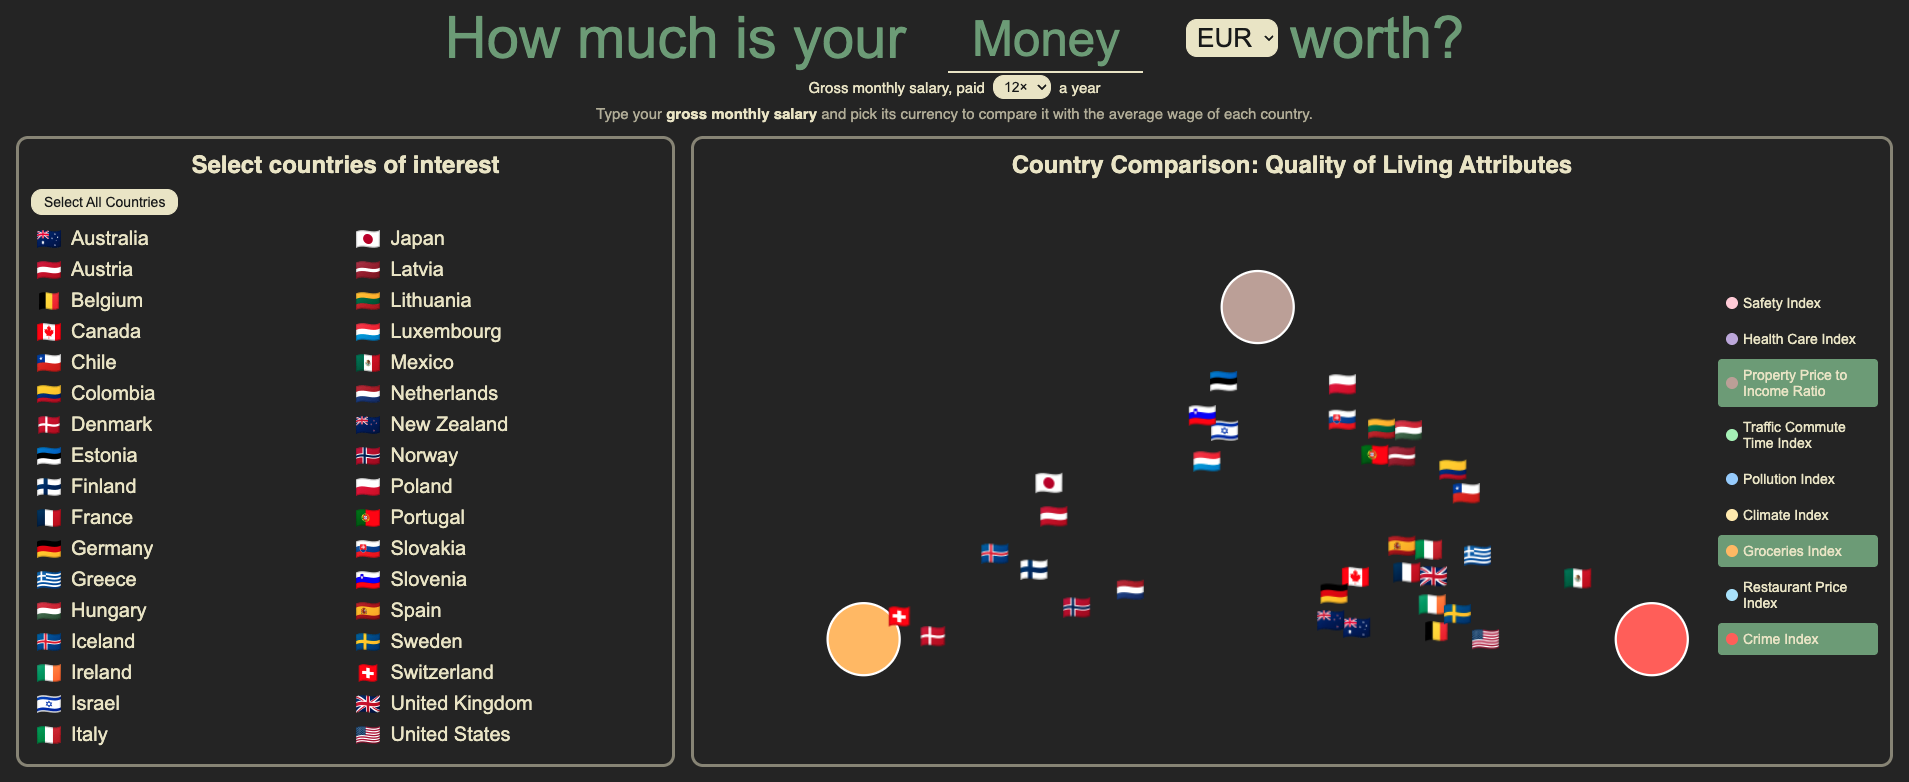 How much is your Money EUR worth?
Gross monthly salary, paid 12× a year
Type your gross monthly salary and pick its currency to compare it with the average wage of each country.
Select countries of interest
Select All Countries
Australia
Austria
Belgium
Canada
Chile
Colombia
Denmark
Estonia
Finland
France
Germany
Greece
Hungary
Iceland
Ireland
Israel
Italy
Japan
Latvia
Lithuania
Luxembourg
Mexico
Netherlands
New Zealand
Norway
Poland
Portugal
Slovakia
Slovenia
Spain
Sweden
Switzerland
United Kingdom
United States
Country Comparison: Quality of Living Attributes
Safety Index
Health Care Index
Property Price to
Income Ratio
Traffic Commute
Time Index
Pollution Index
Climate Index
Groceries Index
Restaurant Price
Index
Crime Index